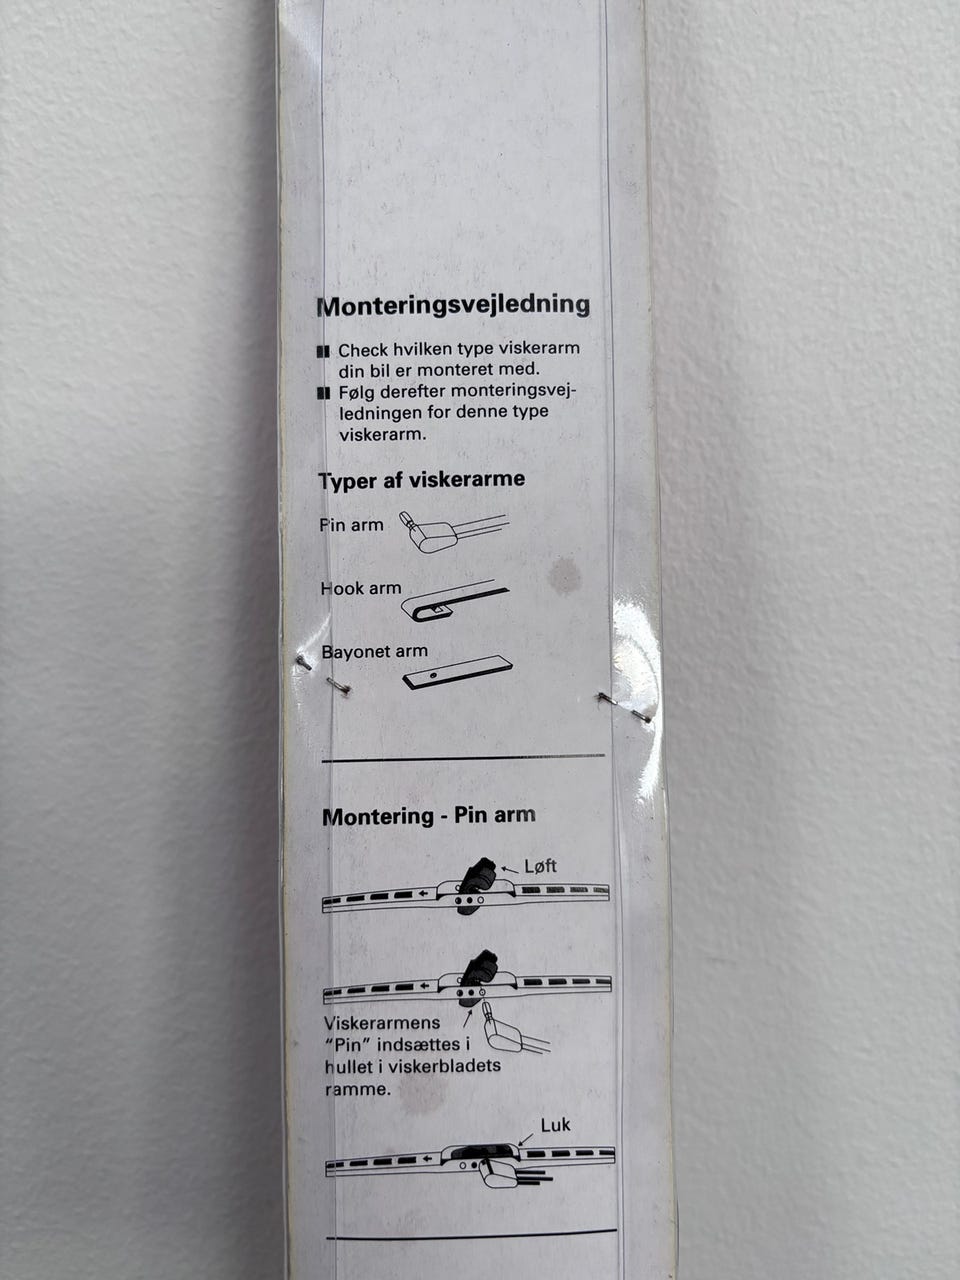 Monteringsvejledning
Check hvilken type viskerarm
din bil er monteret med.
Følg derefter monteringsvej-
ledningen for denne type
viskerarm.
Typer af viskerarme
Pin arm
Hook arm
Bayonet arm
Montering - Pin arm
Løft
Viskerarmens
“Pin” indsættes i
hullet i viskerbladets
ramme.
Luk